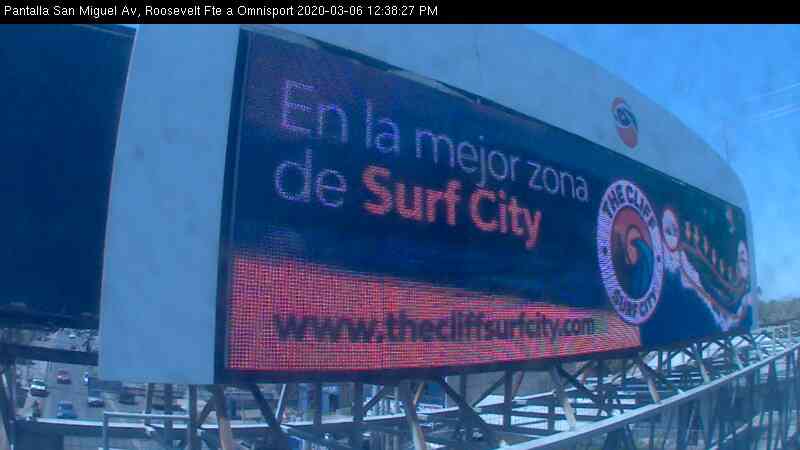 Pantalla San Miguel Av, Roosevelt Fte a Omnisport 2020-03-06 12:38:27 PM
En la mejor zona
de Surf City
THE CLIFF
SURF CITY
www.thecliffsurfcity.com